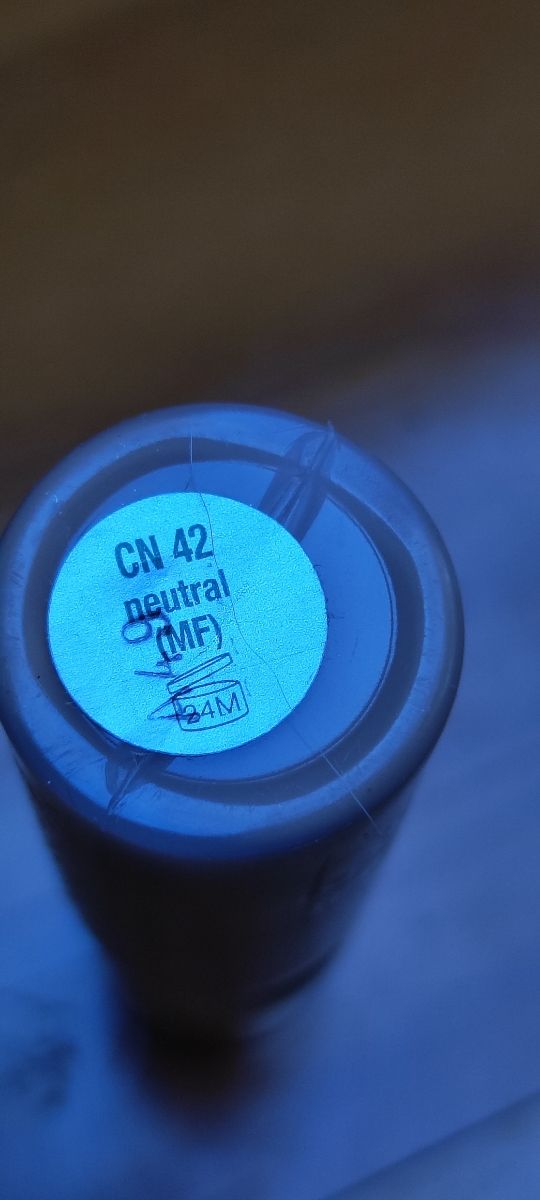 CN 42
neutral
(MF)
24M